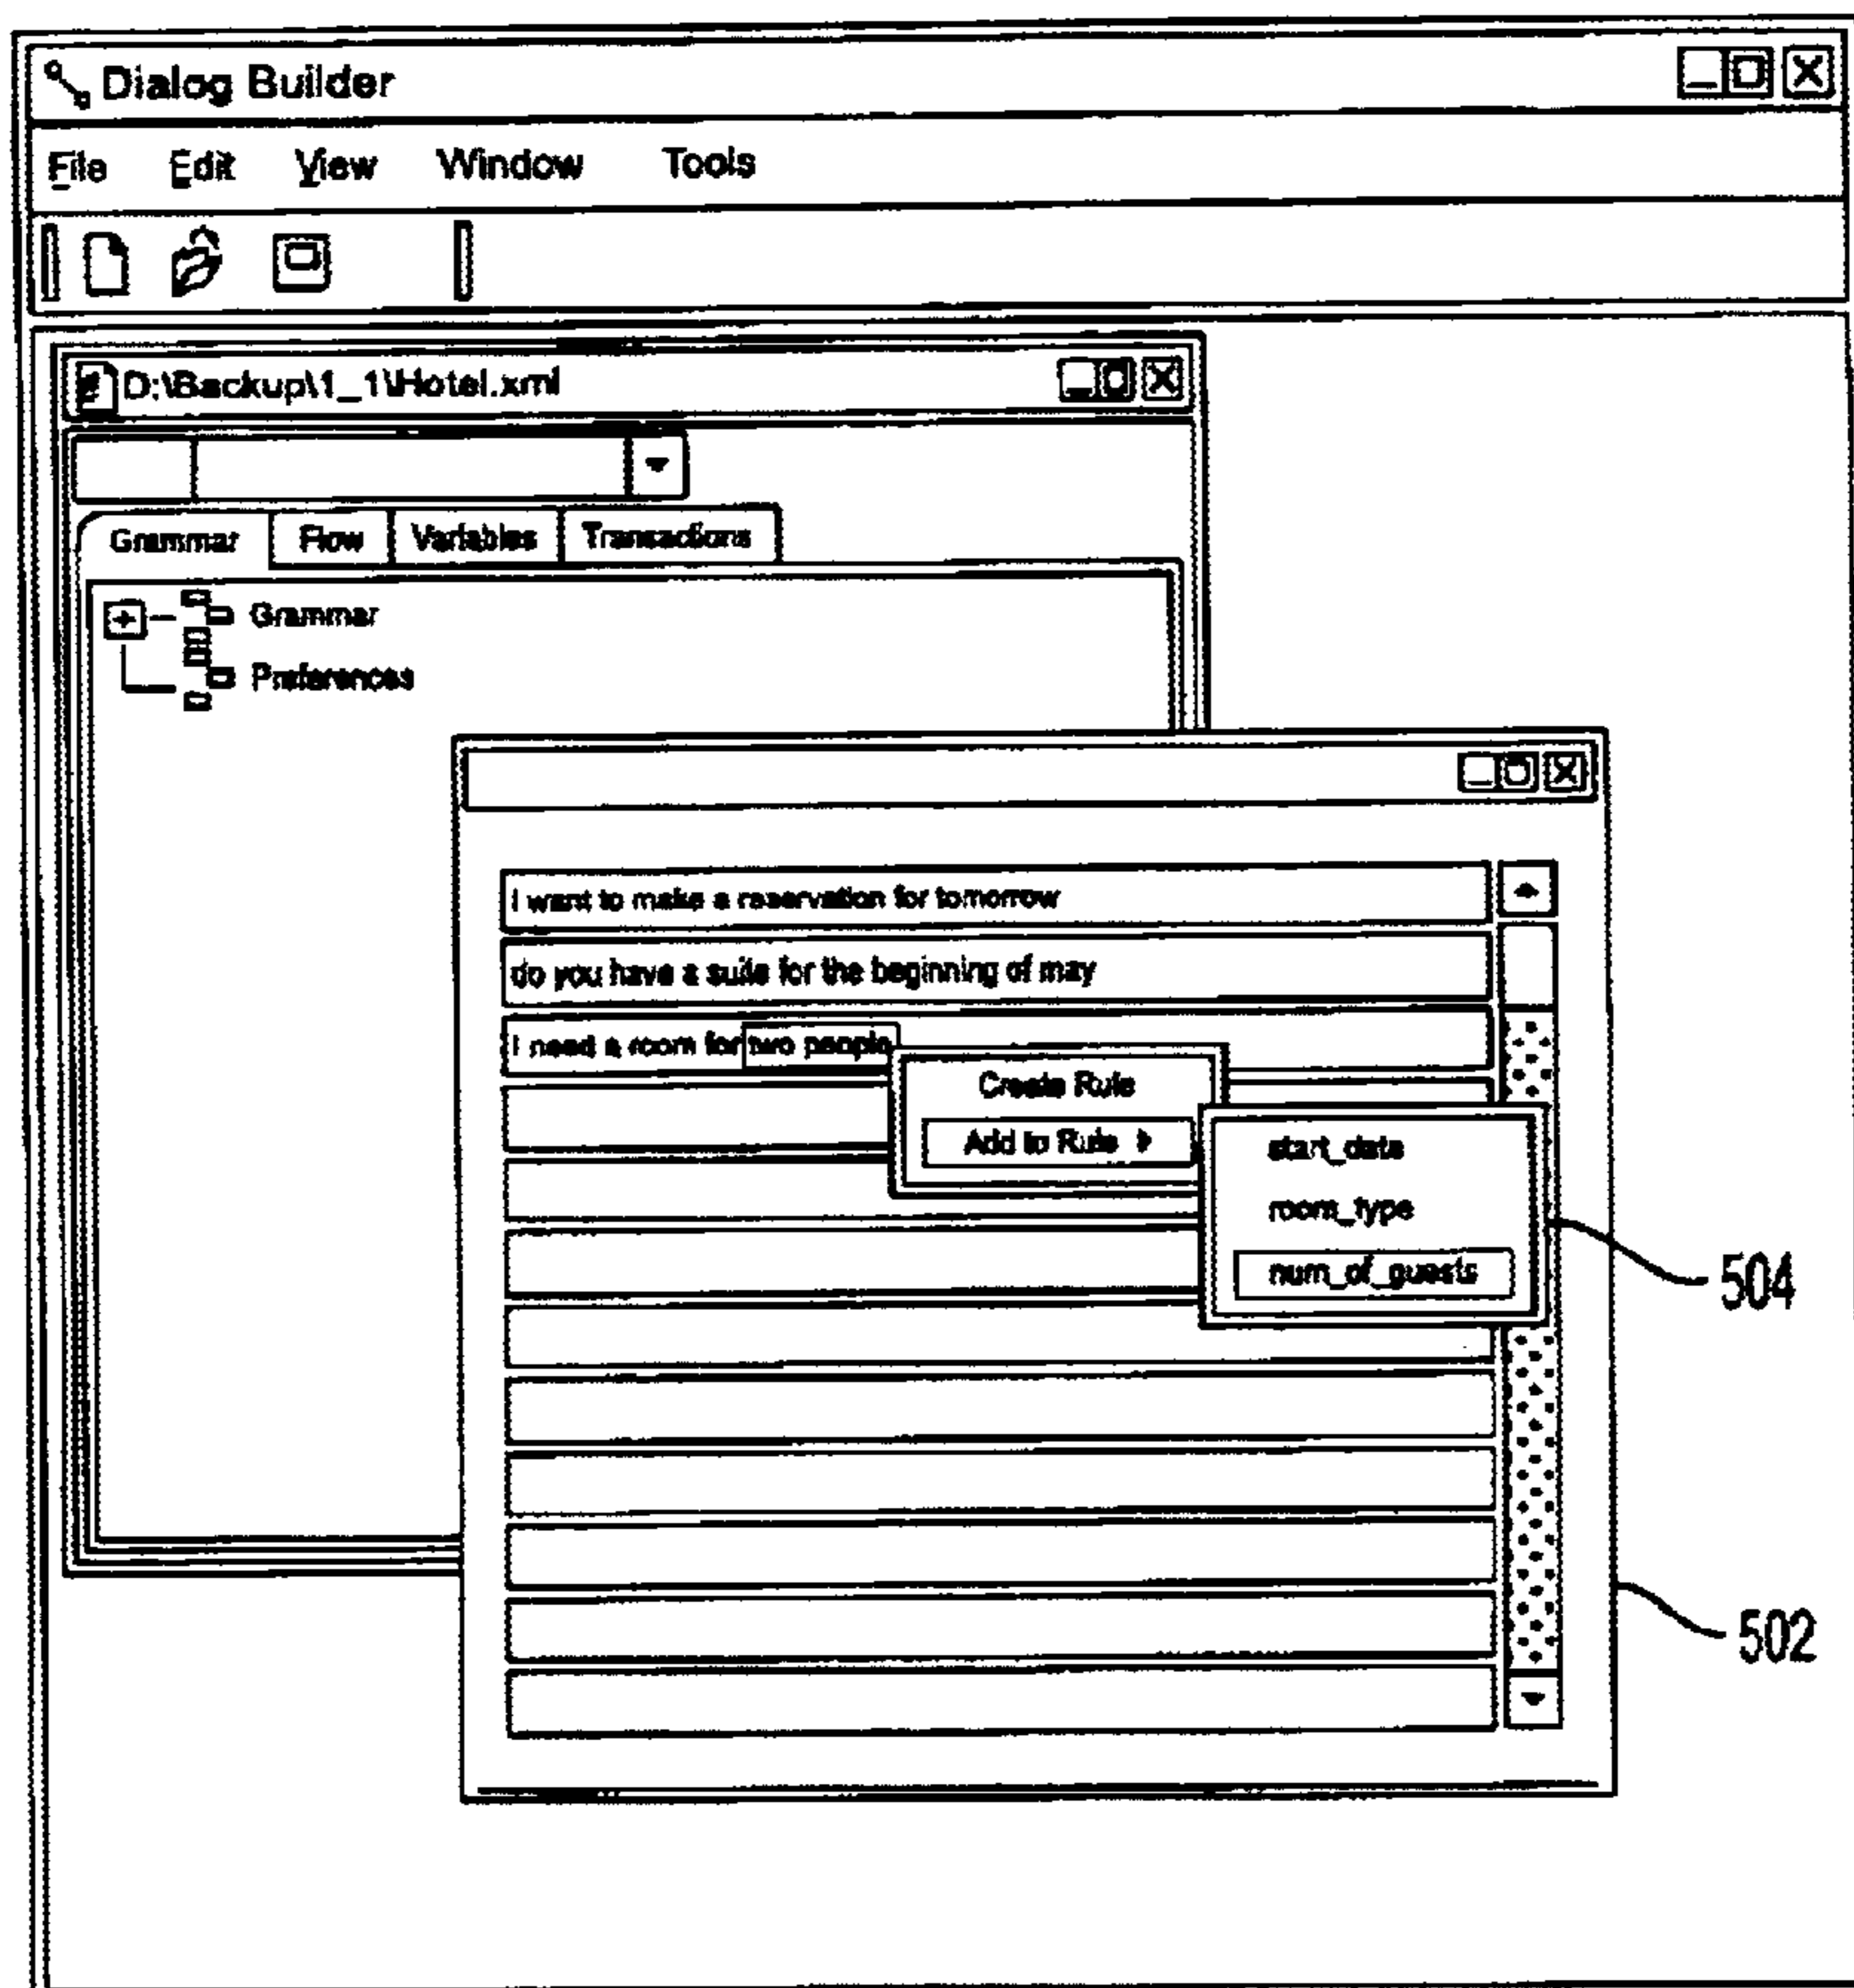 Dialog Builder
File Edit View Window Tools
D:\Backup\1_1\Hotel.xml
Grammar Flow Variables Transactions
Grammar
Preferences
I want to make a reservation for tomorrow
do you have a suite for the beginning of may
I need a room for two people
Create Rule
Add to Rule
start_date
room_type
num_of_guests
504
502